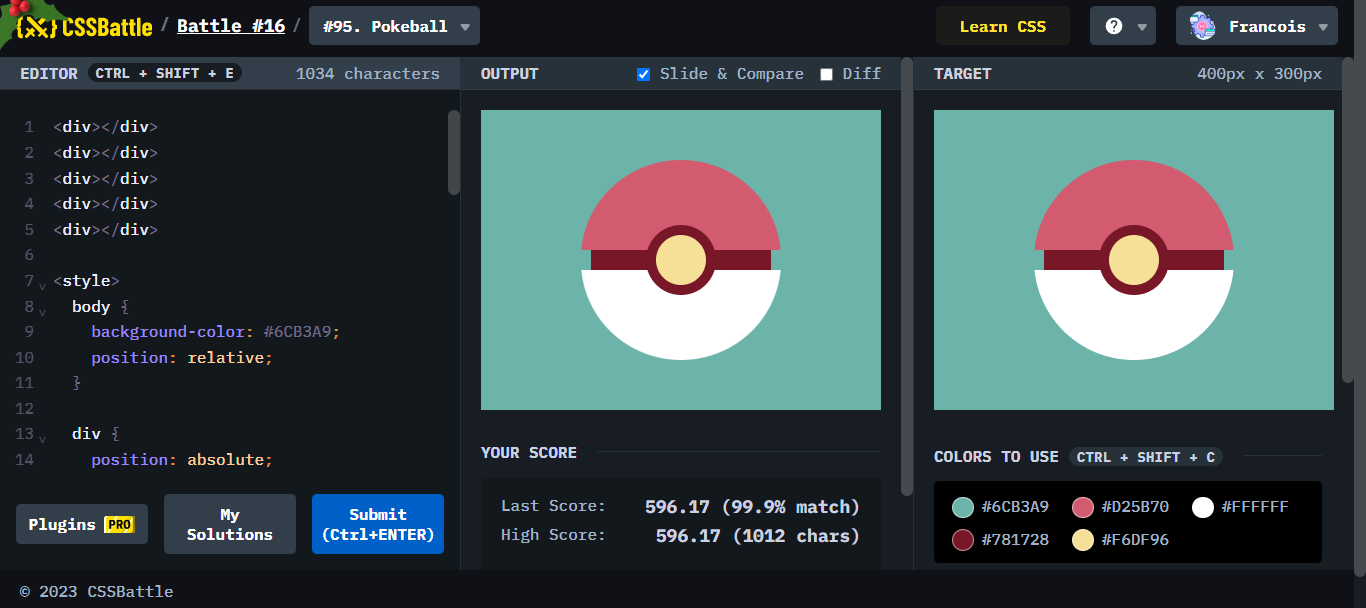 CSSBattle / Battle #16 / #95. Pokeball
Learn CSS
?
Francois
EDITOR CTRL + SHIFT + E 1034 characters
1 <div></div>
2 <div></div>
3 <div></div>
4 <div></div>
5 <div></div>
6
7 <style>
8 body {
9 background-color: #6CB3A9;
10 position: relative;
11 }
12
13 div {
14 position: absolute;
Plugins PRO
My
Solutions
Submit
(Ctrl+ENTER)
OUTPUT Slide & Compare Diff
YOUR SCORE
Last Score: 596.17 (99.9% match)
High Score: 596.17 (1012 chars)
TARGET 400px x 300px
COLORS TO USE CTRL + SHIFT + C
#6CB3A9 #D25B70 #FFFFFF
#781728 #F6DF96
© 2023 CSSBattle